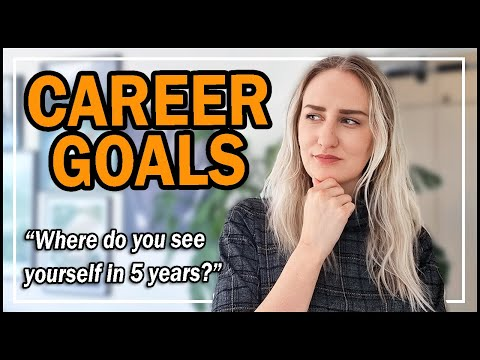 CAREER
GOALS
“Where do you see
yourself in 5 years?”